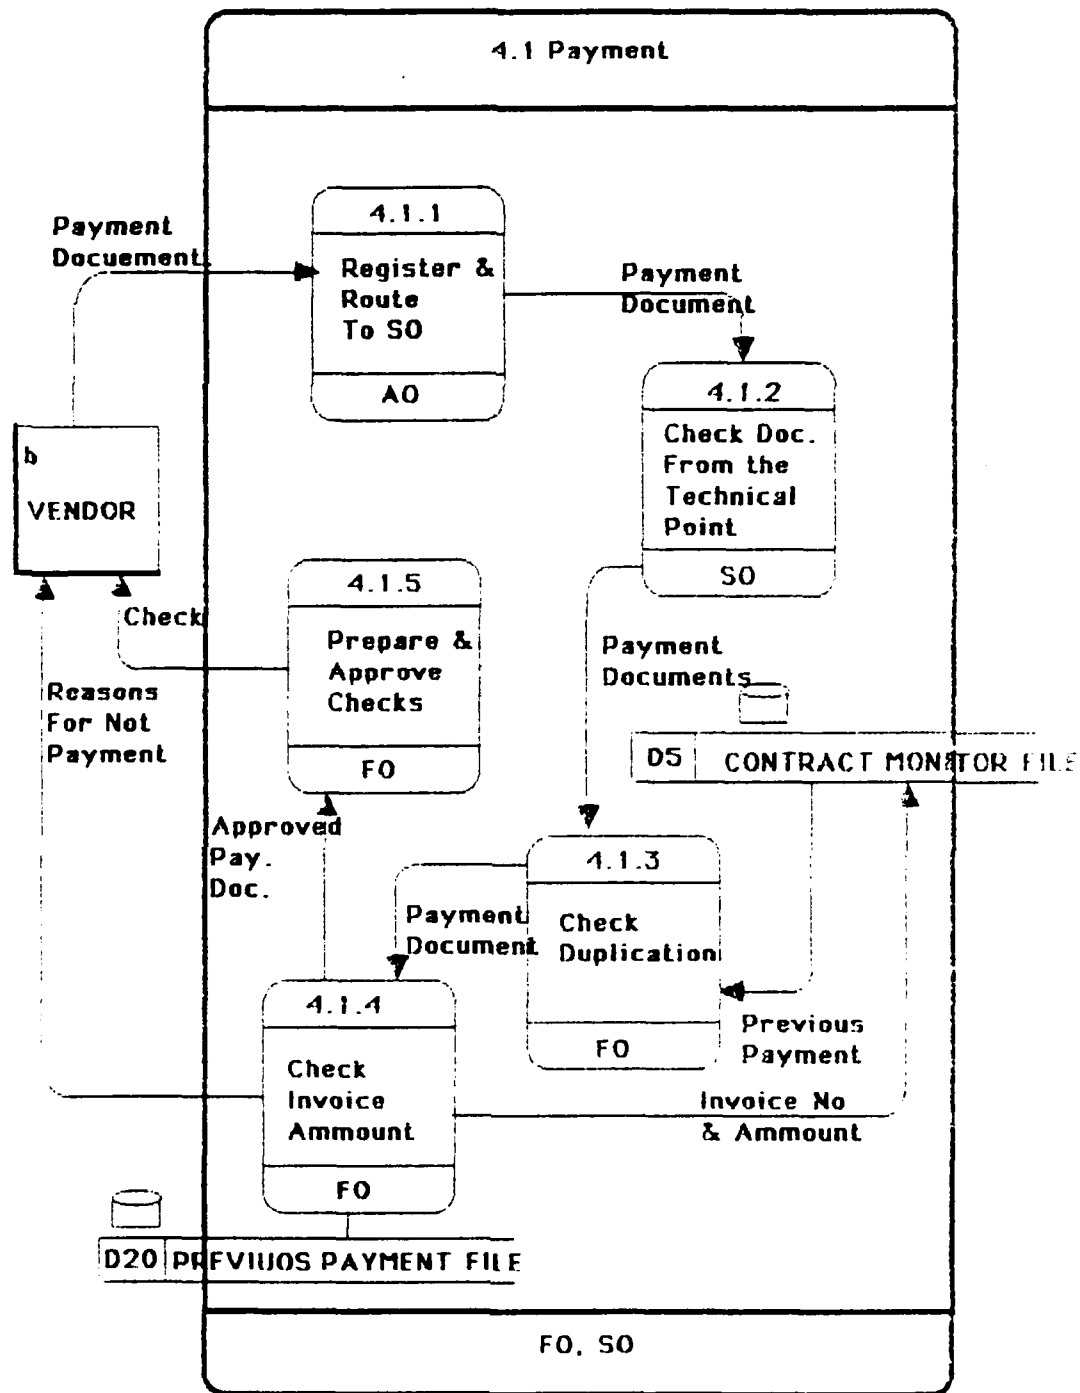 4.1 Payment
4.1.1
Register &
Route
To SO
AO
Payment
Docuement
Payment
Document
4.1.2
Check Doc.
From the
Technical
Point
SO
b
VENDOR
4.1.5
Prepare &
Approve
Checks
FO
Check
Reasons
For Not
Payment
Payment
Documents
D5 CONTRACT MONITOR FILE
Approved
Pay.
Doc.
4.1.3
Check
Duplication
FO
Payment
Document
Previous
Payment
4.1.4
Check
Invoice
Ammount
FO
Invoice No
& Ammount
D20 PREVIUOS PAYMENT FILE
FO, SO